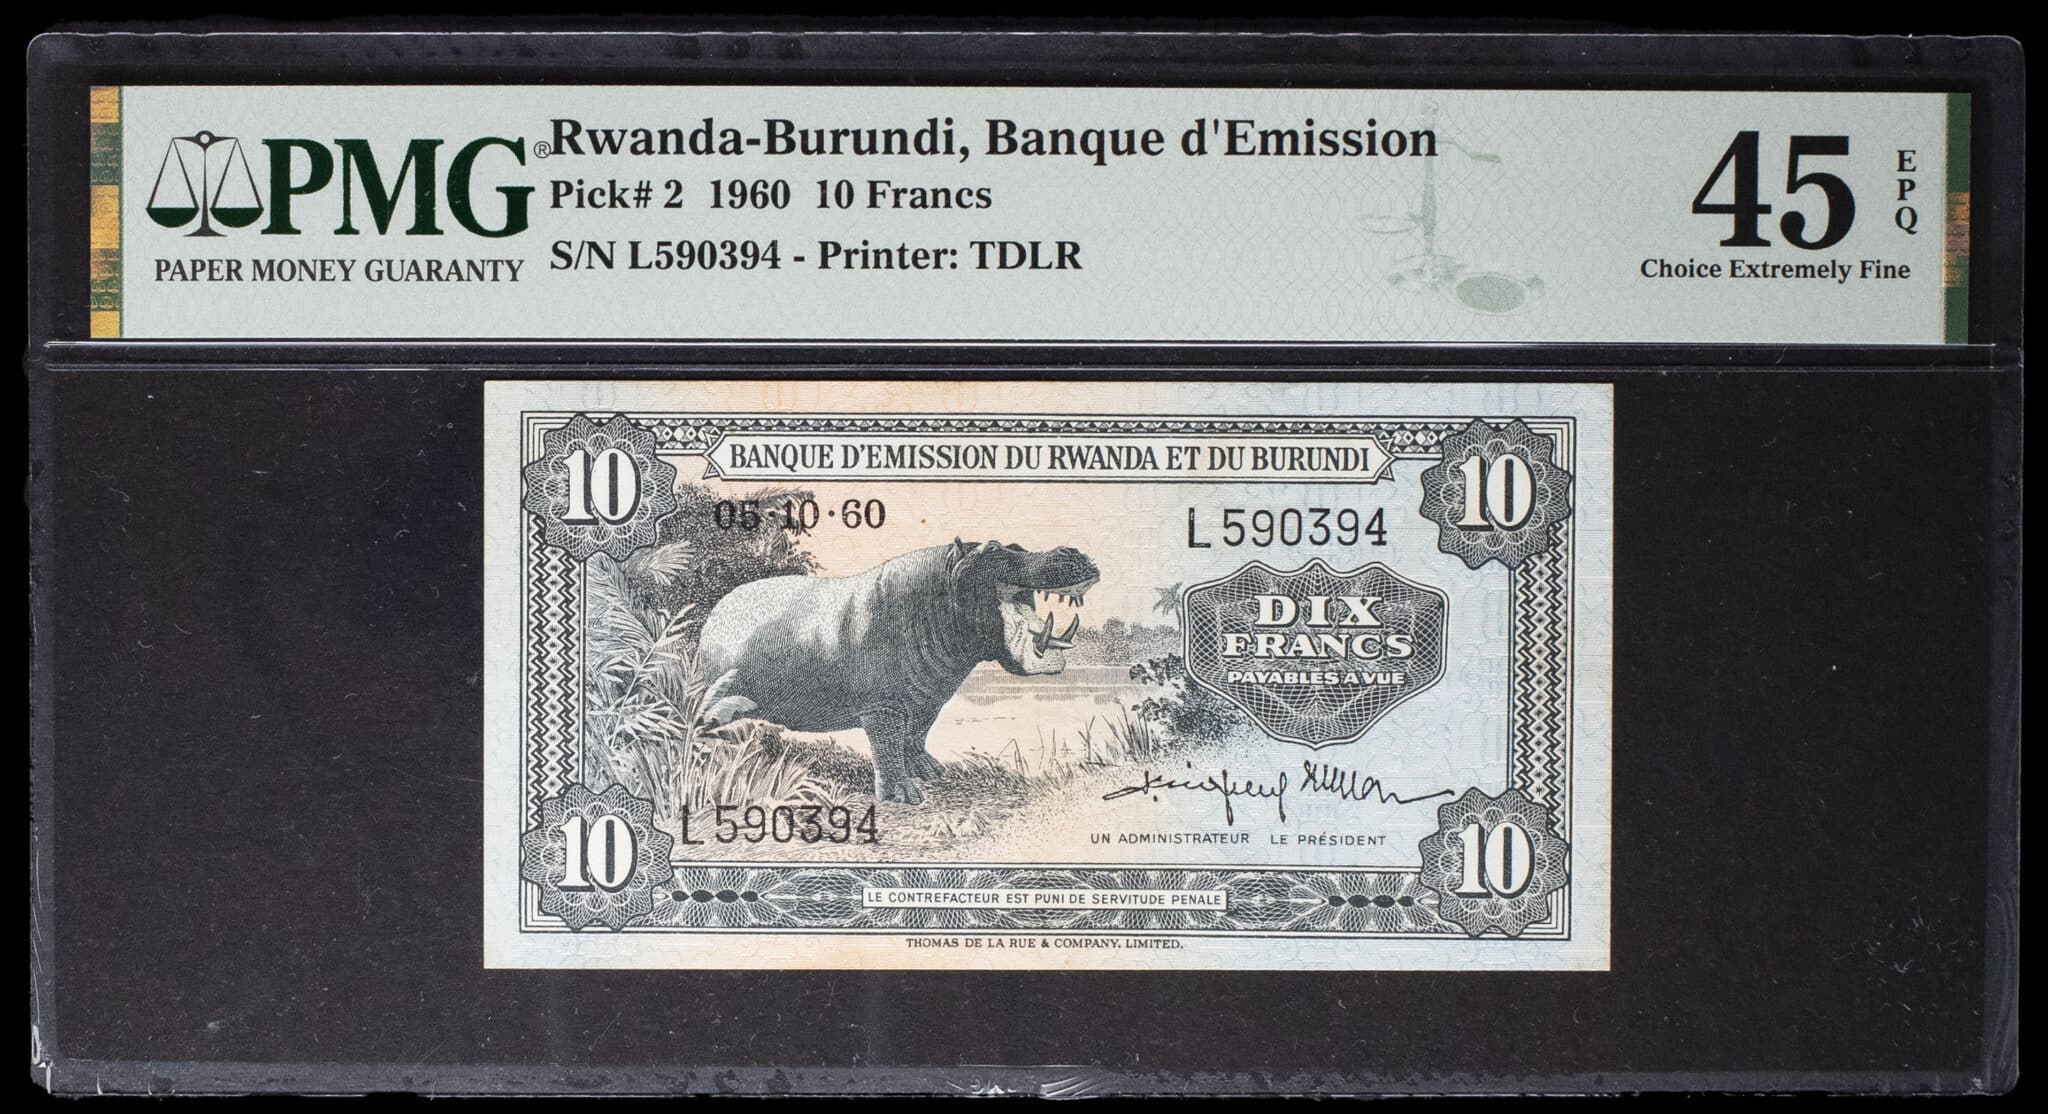 PMG®
PAPER MONEY GUARANTY
Rwanda-Burundi, Banque d'Emission
Pick# 2 1960 10 Francs
S/N L590394 - Printer: TDLR
45 EPQ
Choice Extremely Fine
10 10
BANQUE D'EMISSION DU RWANDA ET DU BURUNDI
05·10·60
L590394
DIX
FRANCS
PAYABLES A VUE
L590394
UN ADMINISTRATEUR LE PRÉSIDENT
10 10
LE CONTREFACTEUR EST PUNI DE SERVITUDE PENALE
THOMAS DE LA RUE & COMPANY, LIMITED.